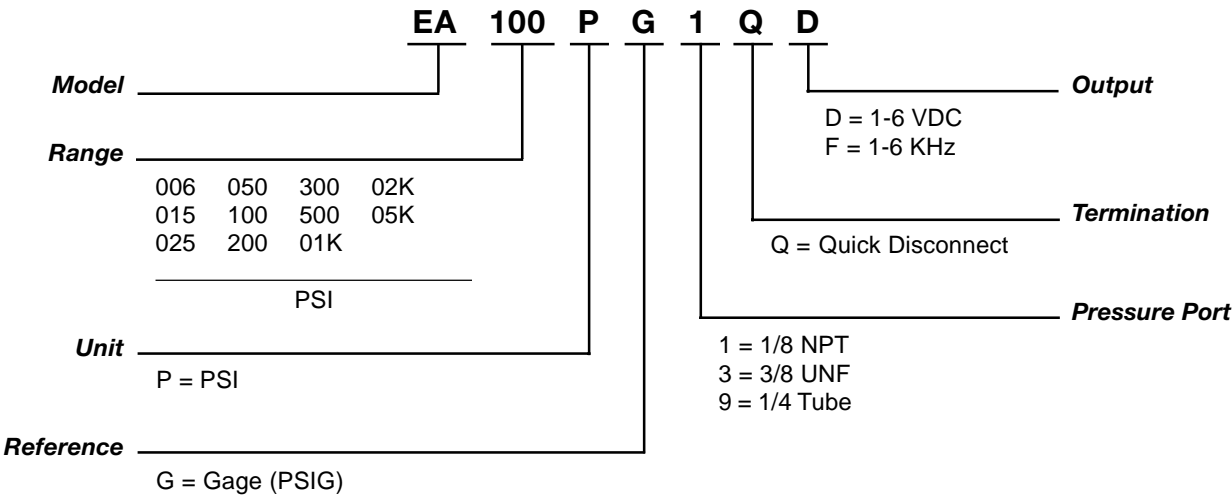 EA 100 P G 1 Q D
Model
Range
006 050 300 02K
015 100 500 05K
025 200 01K
PSI
Unit
P = PSI
Reference
G = Gage (PSIG)
Output
D = 1-6 VDC
F = 1-6 KHz
Termination
Q = Quick Disconnect
Pressure Port
1 = 1/8 NPT
3 = 3/8 UNF
9 = 1/4 Tube